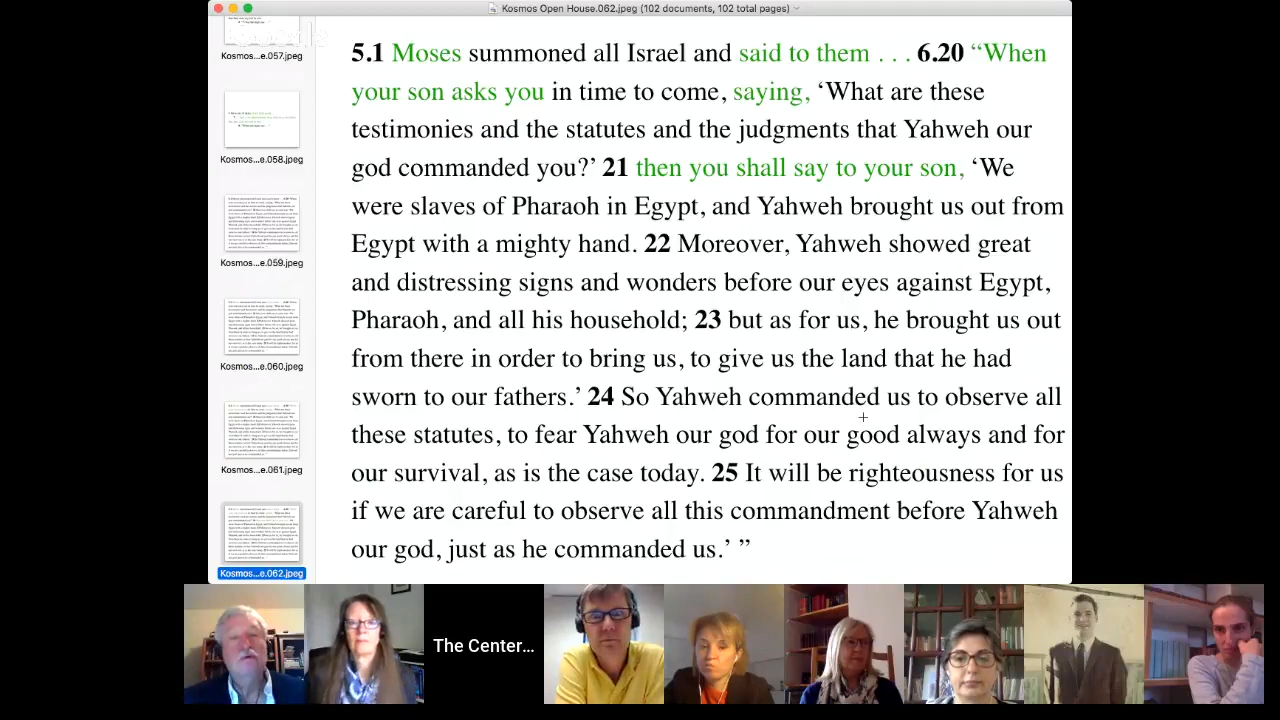 Kosmos Open House.062.jpeg (102 documents, 102 total pages)
Kosmos...e.057.jpeg
Kosmos...e.058.jpeg
Kosmos...e.059.jpeg
Kosmos...e.060.jpeg
Kosmos...e.061.jpeg
Kosmos...e.062.jpeg
5.1 Moses summoned all Israel and said to them . . . 6.20 “When
your son asks you in time to come, saying, ‘What are these
testimonies and the statutes and the judgments that Yahweh our
god commanded you?’ 21 then you shall say to your son, ‘We
were slaves of Pharaoh in Egypt and Yahweh brought us out from
Egypt with a mighty hand. 22 Moreover, Yahweh showed great
and distressing signs and wonders before our eyes against Egypt,
Pharaoh, and all his household, 23 but as for us, he brought us out
from there in order to bring us, to give us the land that he had
sworn to our fathers.’ 24 So Yahweh commanded us to observe all
these statutes, to fear Yahweh our god for our good always and for
our survival, as is the case today. 25 It will be righteousness for us
if we are careful to observe all this commandment before Yahweh
our god, just as he commanded us.’ ”
The Center...